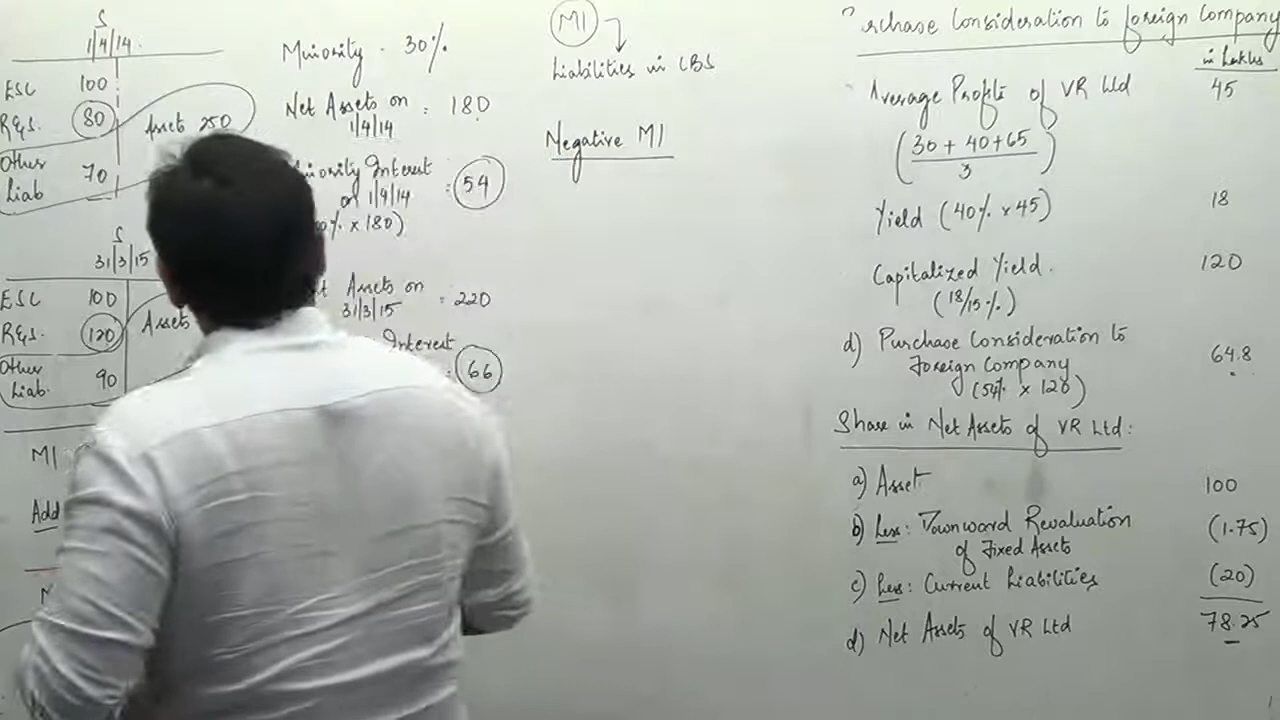 S
1/4/14.
ESC 100
R&S. 80
Asset 250
Other
Liab 70
S
31/3/15
ESC 100
R&S. 120
Assets
Other
Liab. 90
MI
Add
Minority - 30%
Net Assets on : 180
1/4/14
Minority Interest
on 1/4/14 : 54
% x 180)
Assets on : 220
31/3/15
Interest
: 66
MI
Liabilities in CBS
Negative MI
Purchase Consideration to foreign Company
in Lakhs
Average Profits of VR Ltd 45
(30 + 40 + 65
3)
Yield (40% x 45) 18
Capitalized Yield. 120
(18/15%)
d) Purchase Consideration to
Foreign Company 64.8
(54% x 120)
Share in Net Assets of VR Ltd:
a) Asset 100
b) Less: Downward Revaluation (1.75)
of Fixed Assets
c) Less: Current Liabilities (20)
d) Net Assets of VR Ltd 78.25